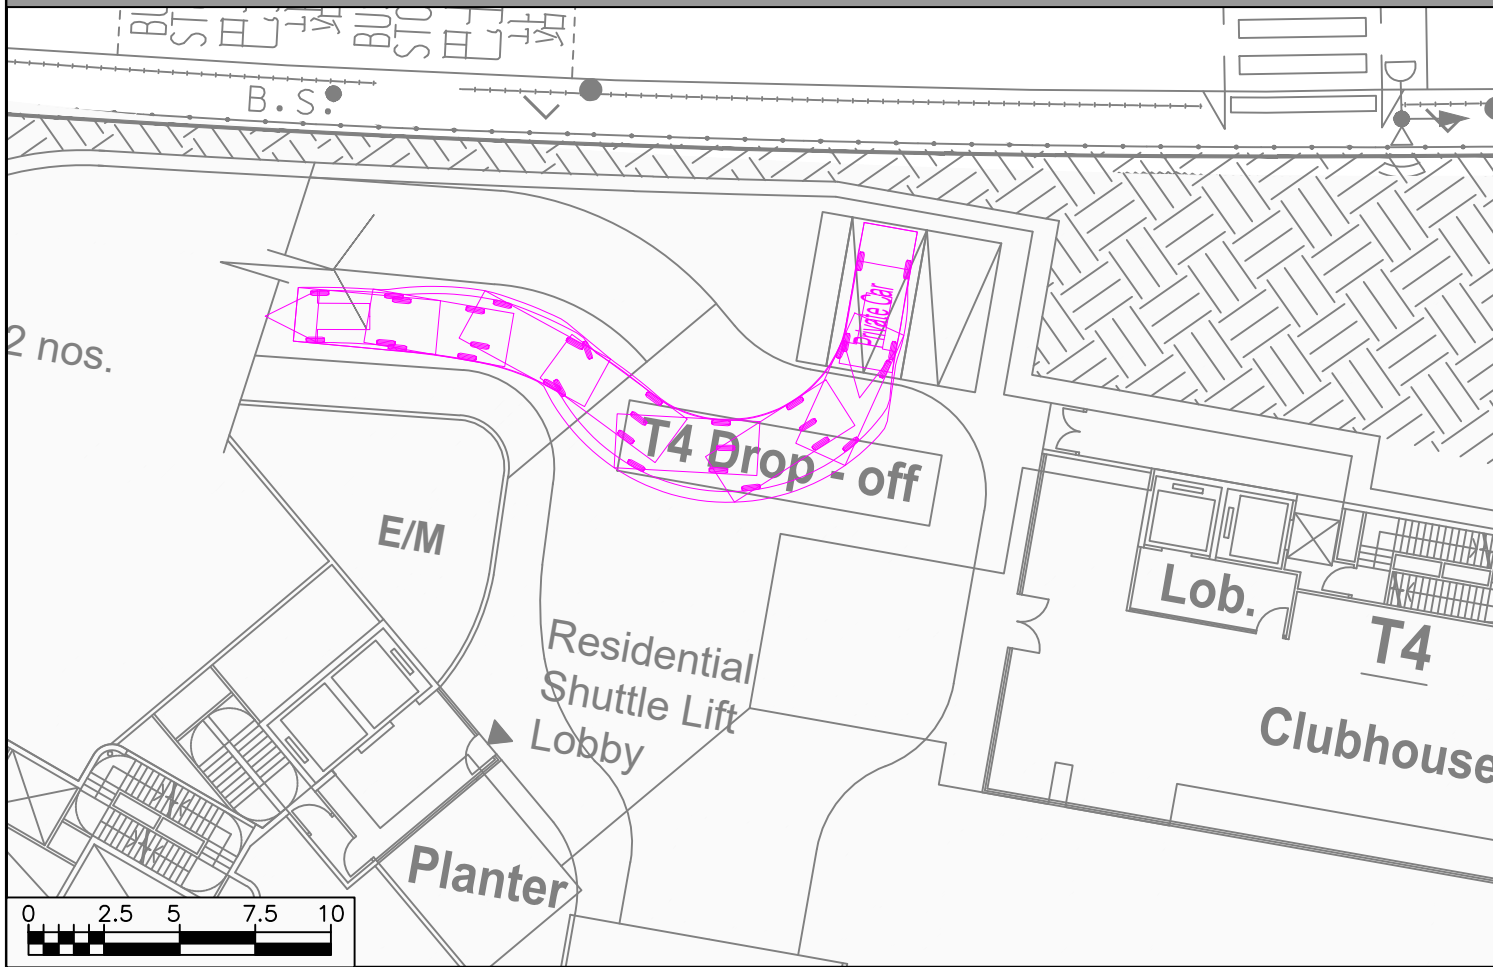 B.S.
2 nos.
Private Car
T4 Drop - off
E/M
Lob.
T4
Residential
Shuttle Lift
Lobby
Clubhouse
Planter
0 2.5 5 7.5 10